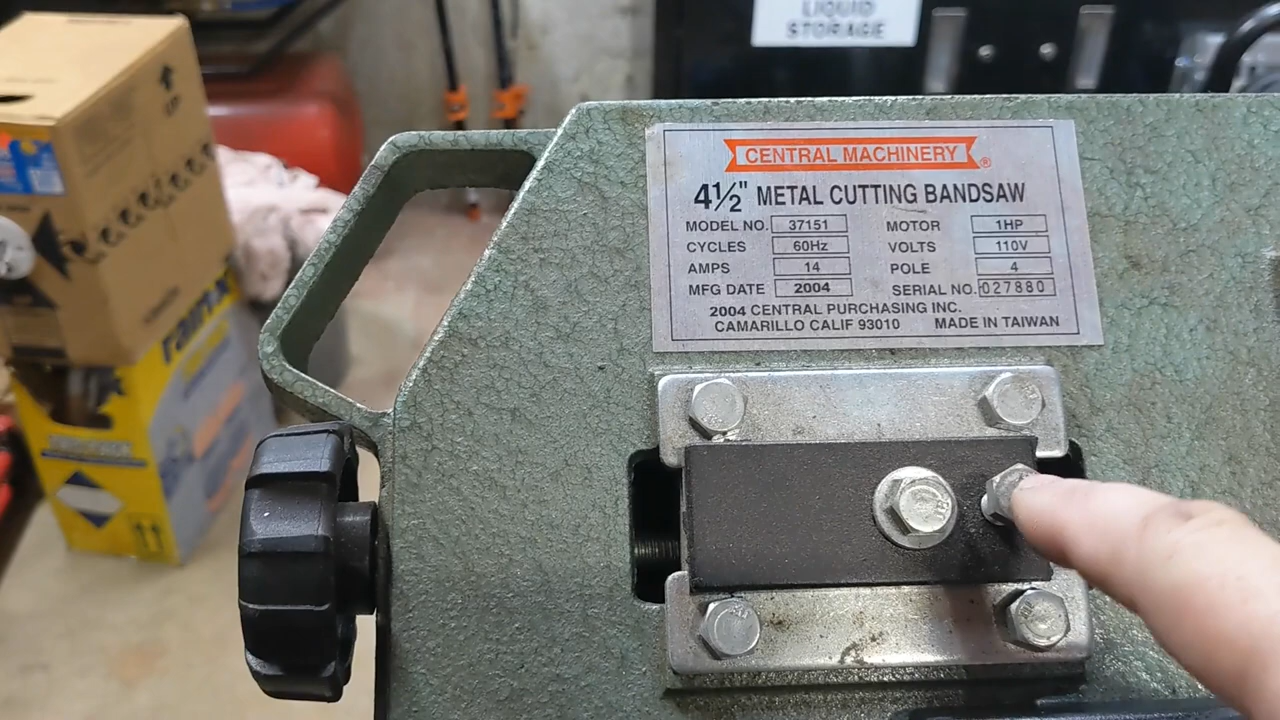 LIQUID
STORAGE
UP
rain-x
CENTRAL MACHINERY®
4½" METAL CUTTING BANDSAW
MODEL NO. 37151 MOTOR 1HP
CYCLES 60Hz VOLTS 110V
AMPS 14 POLE 4
MFG DATE 2004 SERIAL NO. 027880
2004 CENTRAL PURCHASING INC.
CAMARILLO CALIF 93010 MADE IN TAIWAN